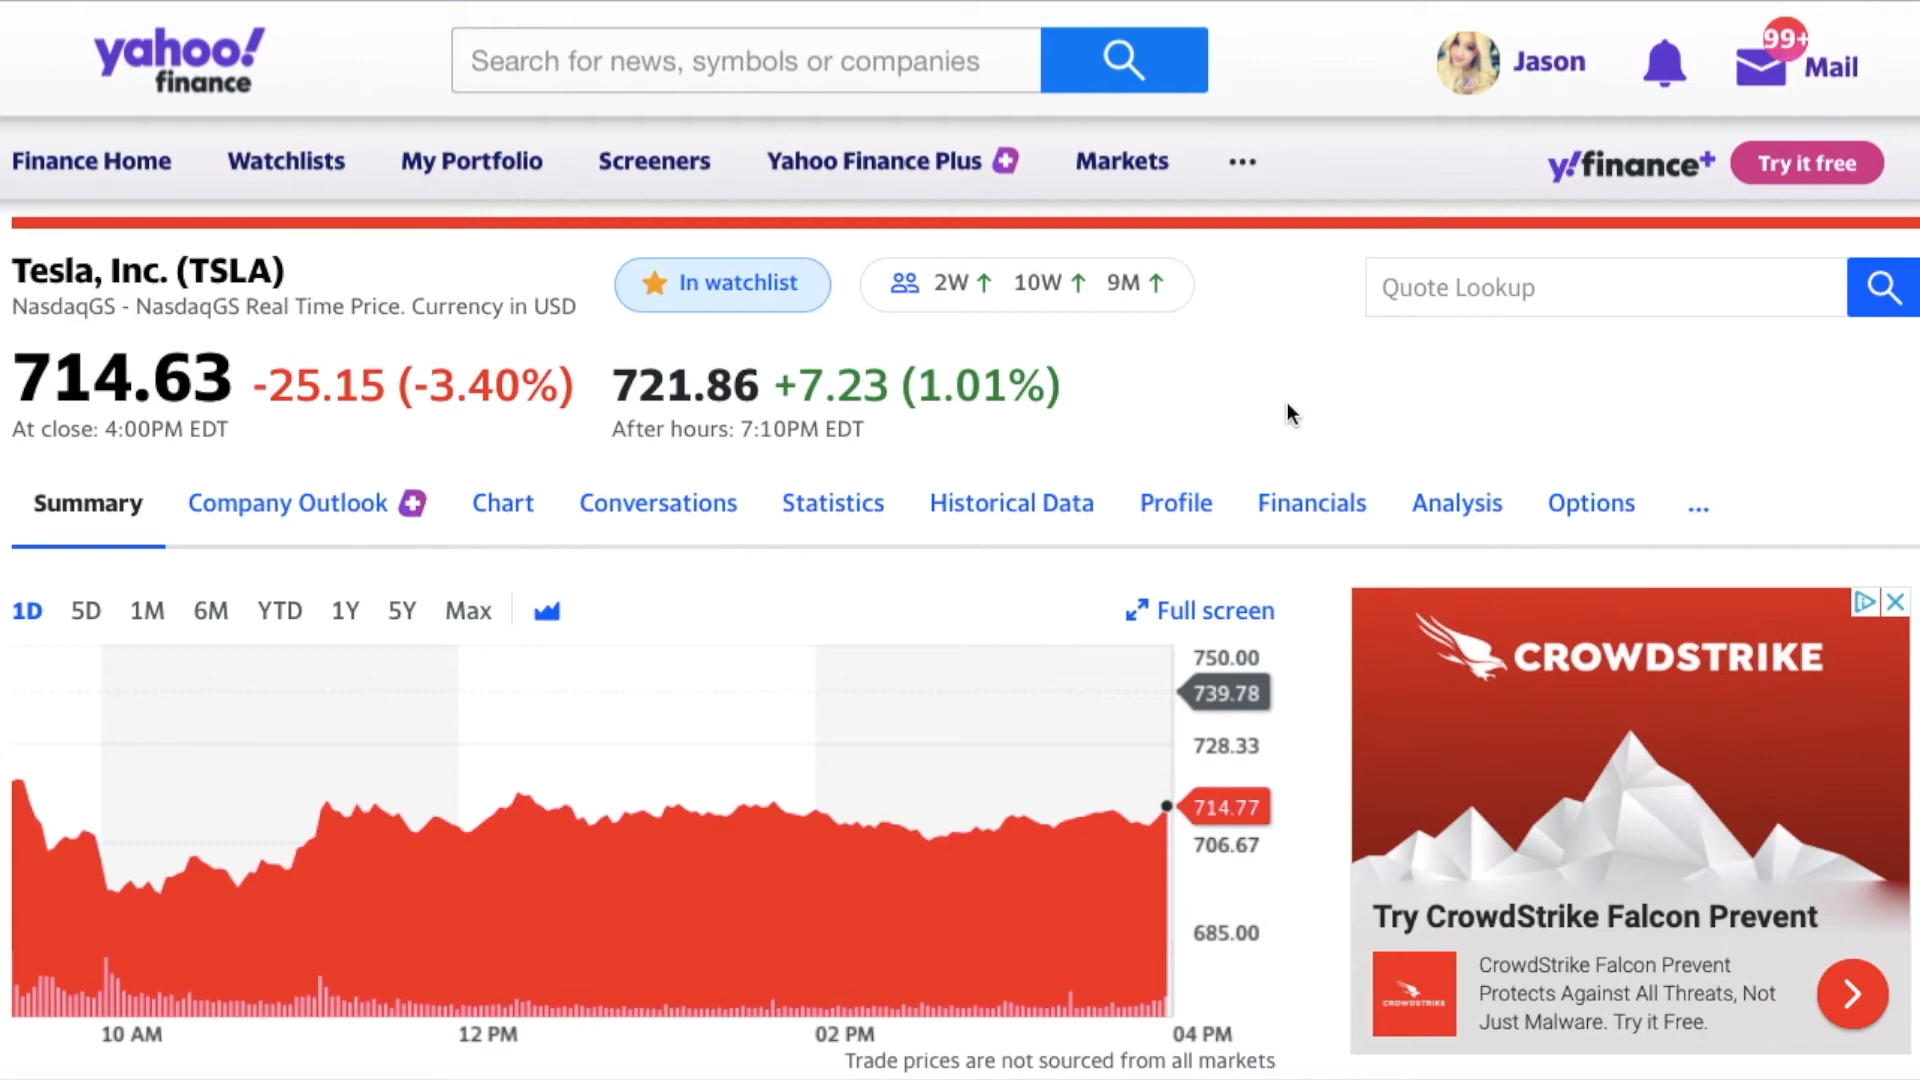 yahoo!
finance
Search for news, symbols or companies
Jason
99+
Mail
Finance Home Watchlists My Portfolio Screeners Yahoo Finance Plus Markets ... y!finance+ Try it free
Tesla, Inc. (TSLA)
NasdaqGS - NasdaqGS Real Time Price. Currency in USD
In watchlist
2W ↑ 10W ↑ 9M ↑
Quote Lookup
714.63 -25.15 (-3.40%) 721.86 +7.23 (1.01%)
At close: 4:00PM EDT After hours: 7:10PM EDT
Summary Company Outlook Chart Conversations Statistics Historical Data Profile Financials Analysis Options ...
1D 5D 1M 6M YTD 1Y 5Y Max Full screen
750.00
739.78
728.33
714.77
706.67
685.00
10 AM 12 PM 02 PM 04 PM
Trade prices are not sourced from all markets
CROWDSTRIKE
Try CrowdStrike Falcon Prevent
CROWDSTRIKE
CrowdStrike Falcon Prevent
Protects Against All Threats, Not
Just Malware. Try it Free.